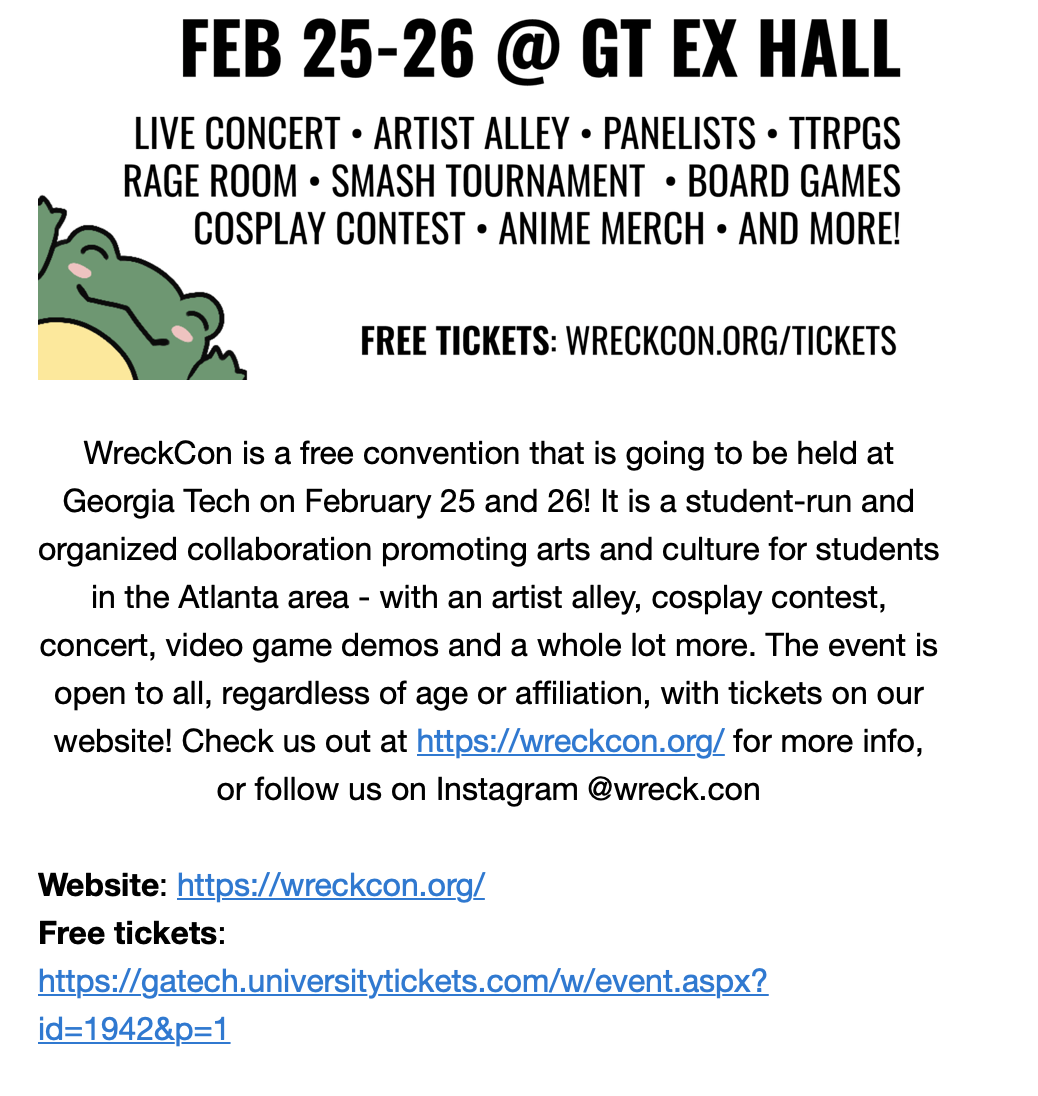 FEB 25-26 @ GT EX HALL
LIVE CONCERT • ARTIST ALLEY • PANELISTS • TTRPGS
RAGE ROOM • SMASH TOURNAMENT • BOARD GAMES
COSPLAY CONTEST • ANIME MERCH • AND MORE!
FREE TICKETS: WRECKCON.ORG/TICKETS
WreckCon is a free convention that is going to be held at
Georgia Tech on February 25 and 26! It is a student-run and
organized collaboration promoting arts and culture for students
in the Atlanta area - with an artist alley, cosplay contest,
concert, video game demos and a whole lot more. The event is
open to all, regardless of age or affiliation, with tickets on our
website! Check us out at https://wreckcon.org/ for more info,
or follow us on Instagram @wreck.con
Website: https://wreckcon.org/
Free tickets:
https://gatech.universitytickets.com/w/event.aspx?
id=1942&p=1